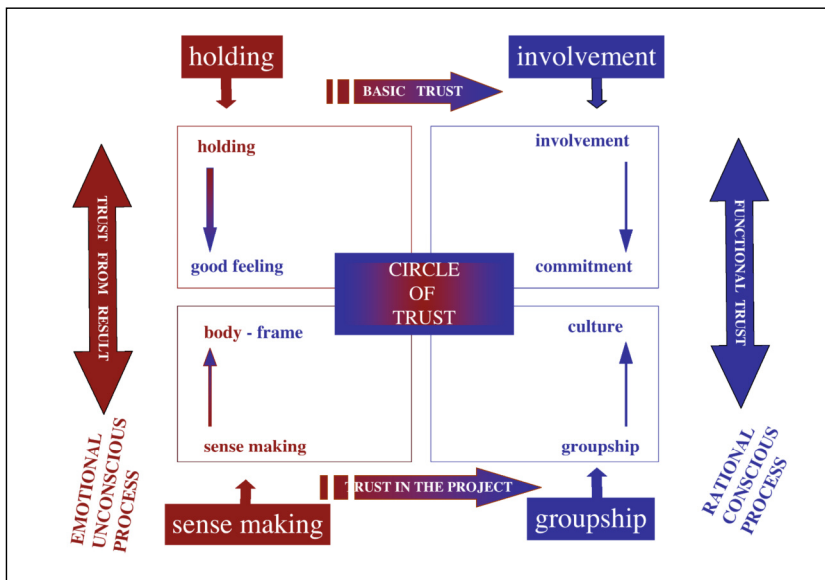 holding
involvement
BASIC TRUST
holding
good feeling
involvement
commitment
TRUST FROM RESULT
FUNCTIONAL TRUST
CIRCLE
OF
TRUST
body - frame
sense making
culture
groupship
EMOTIONAL
UNCONSCIOUS
PROCESS
RATIONAL
CONSCIOUS
PROCESS
TRUST IN THE PROJECT
sense making
groupship